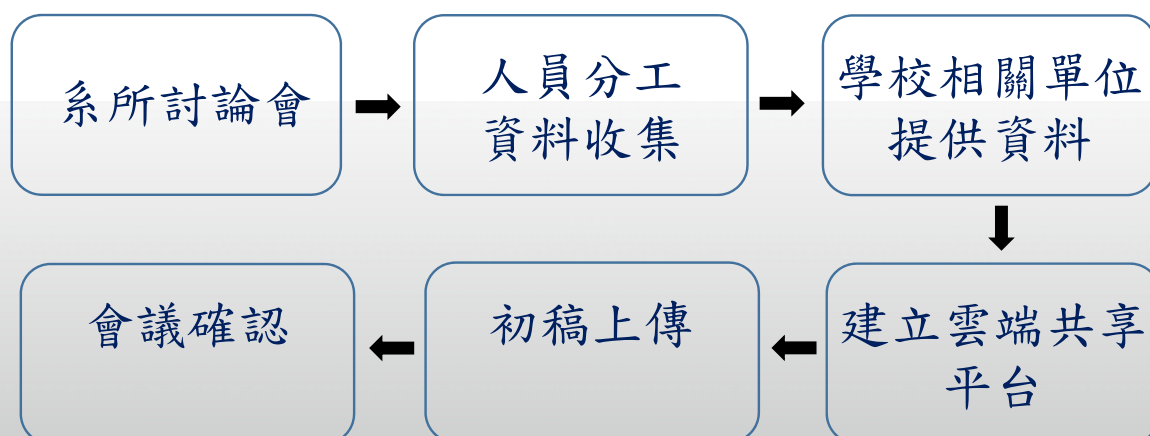 系所討論會
人員分工
資料收集
學校相關單位
提供資料
建立雲端共享
平台
初稿上傳
會議確認